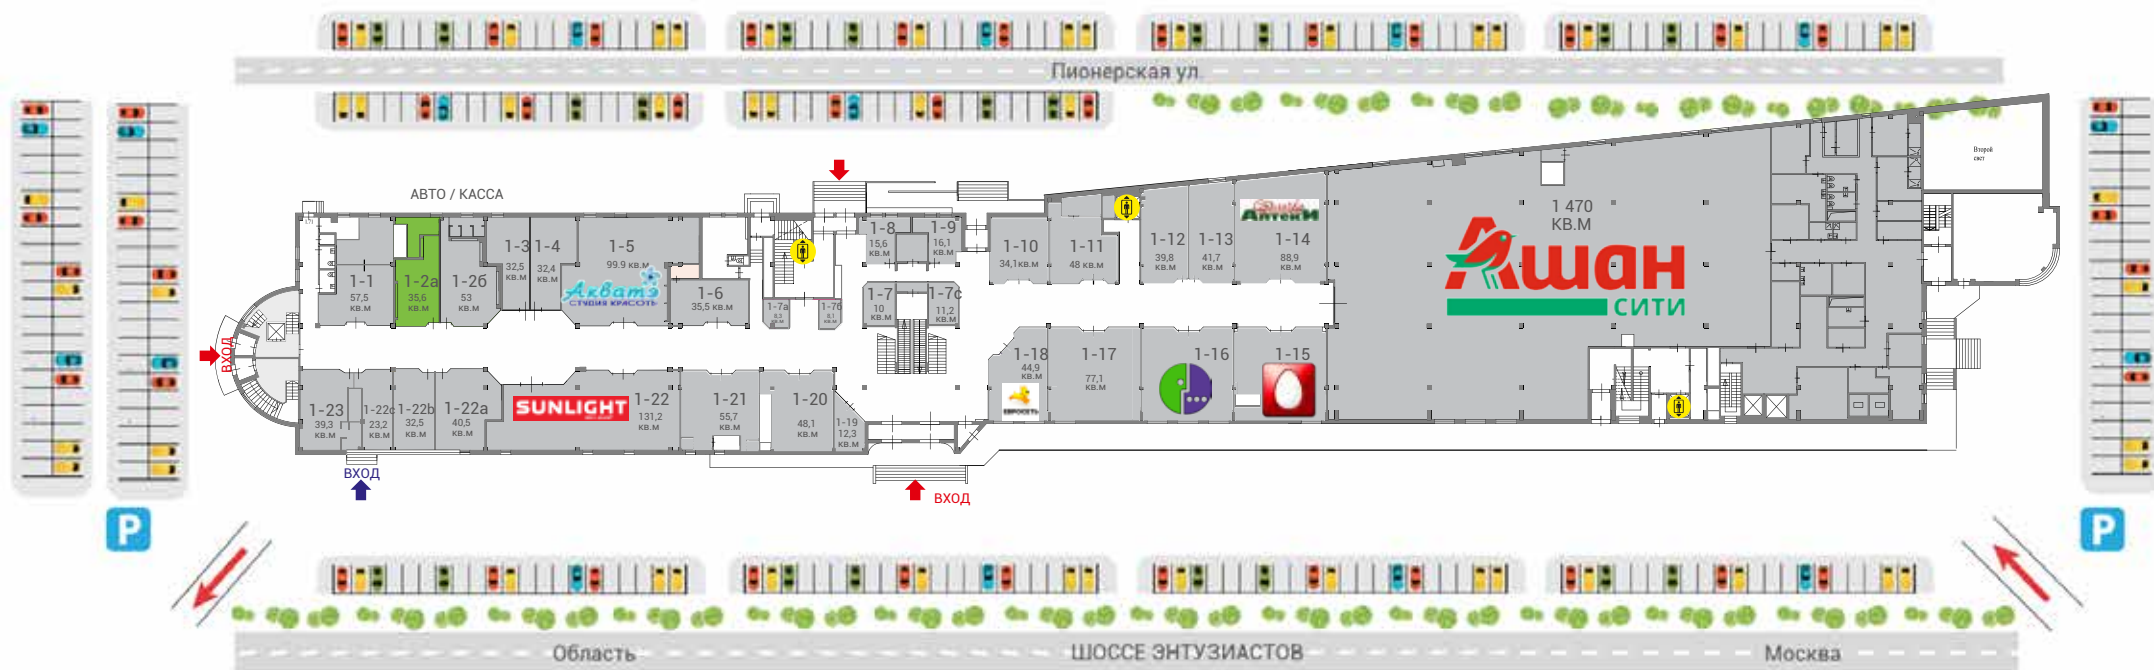 Пионерская ул.
АВТО / КАССА
Второй
свет
1-1
57,5
КВ.М
1-2а
35,6
КВ.М
1-2б
53
КВ.М
1-3
32,5
КВ.М
1-4
32,4
КВ.М
1-5
99.9 КВ.М
Акватэ
СТУДИЯ КРАСОТЫ
1-6
35,5 КВ.М
1-7а
1-7б
1-8
15,6
КВ.М
1-9
16,1
КВ.М
1-7
10
КВ.М
1-7с
11,2
КВ.М
1-10
34,1КВ.М
1-11
48 КВ.М
1-12
39,8
КВ.М
1-13
41,7
КВ.М
Аптеки
1-14
88,9
КВ.М
1 470
КВ.М
Ашан
СИТИ
ВХОД
1-23
39,3
КВ.М
1-22с
23,2
КВ.М
1-22b
32,5
КВ.М
1-22а
40,5
КВ.М
SUNLIGHT
1-22
131,2
КВ.М
1-21
55,7
КВ.М
1-20
48,1
КВ.М
1-19
12,3
КВ.М
1-18
44,9
КВ.М
ЕВРОСЕТЬ
1-17
77,1
КВ.М
1-16
1-15
ВХОД
ВХОД
P
P
Область
ШОССЕ ЭНТУЗИАСТОВ
Москва